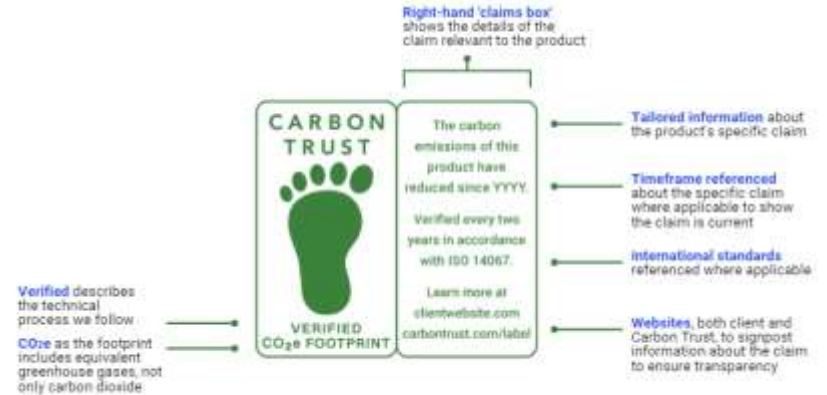 Right-hand 'claims box'
shows the details of the
claim relevant to the product
CARBON
TRUST
VERIFIED
CO₂e FOOTPRINT
The carbon
emissions of this
product have
reduced since YYYY.
Verified every two
years in accordance
with ISO 14067.
Learn more at
clientwebsite.com
carbontrust.com/label
Tailored information about
the product's specific claim
Timeframe referenced
about the specific claim
where applicable to show
the claim is current
International standards
referenced where applicable
Websites, both client and
Carbon Trust, to signpost
information about the claim
to ensure transparency
Verified describes
the technical
process we follow
CO₂e as the footprint
includes equivalent
greenhouse gases, not
only carbon dioxide